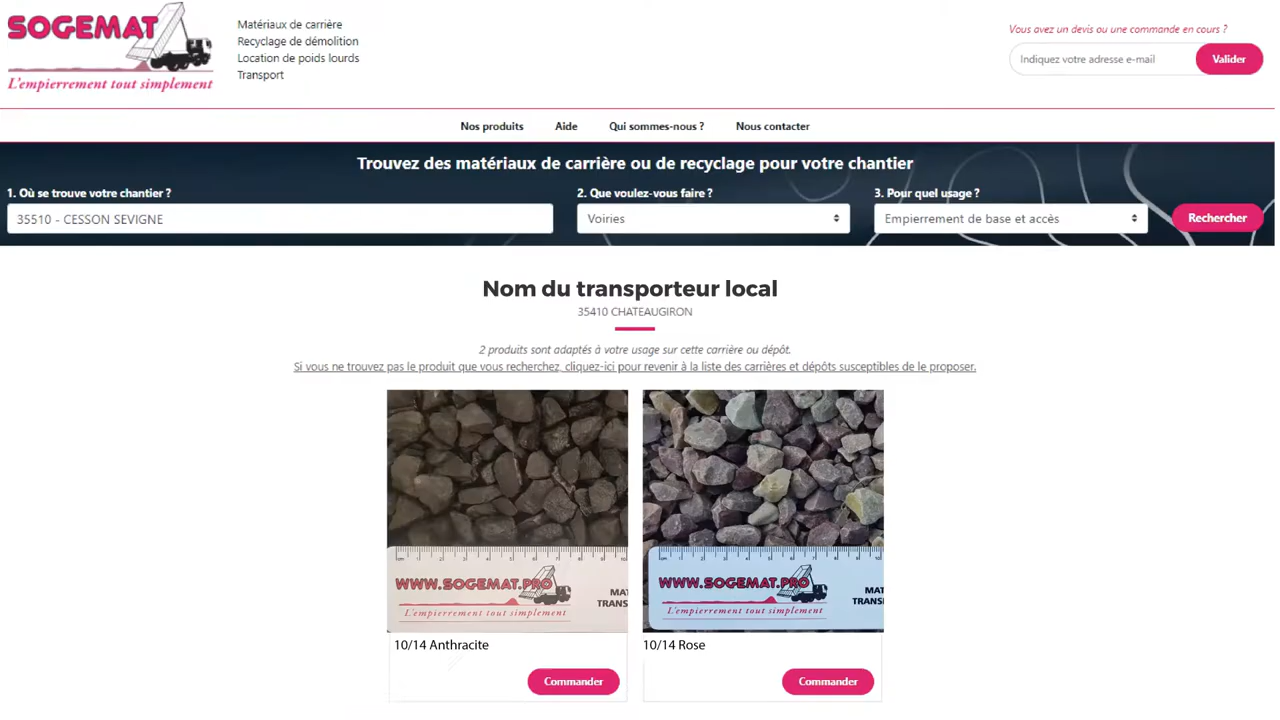 SOGEMAT
L'empierrement tout simplement
Matériaux de carrière
Recyclage de démolition
Location de poids lourds
Transport
Vous avez un devis ou une commande en cours ?
Indiquez votre adresse e-mail
Valider
Nos produits
Aide
Qui sommes-nous ?
Nous contacter
Trouvez des matériaux de carrière ou de recyclage pour votre chantier
1. Où se trouve votre chantier ?
35510 - CESSON SEVIGNE
2. Que voulez-vous faire ?
Voiries
3. Pour quel usage ?
Empierrement de base et accès
Rechercher
Nom du transporteur local
35410 CHATEAUGIRON
2 produits sont adaptés à votre usage sur cette carrière ou dépôt.
Si vous ne trouvez pas le produit que vous recherchez, cliquez-ici pour revenir à la liste des carrières et dépôts susceptibles de le proposer.
WWW.SOGEMAT.PRO
L'empierrement tout simplement
MAT
TRANS
10/14 Anthracite
Commander
WWW.SOGEMAT.PRO
L'empierrement tout simplement
MAT
TRANS
10/14 Rose
Commander